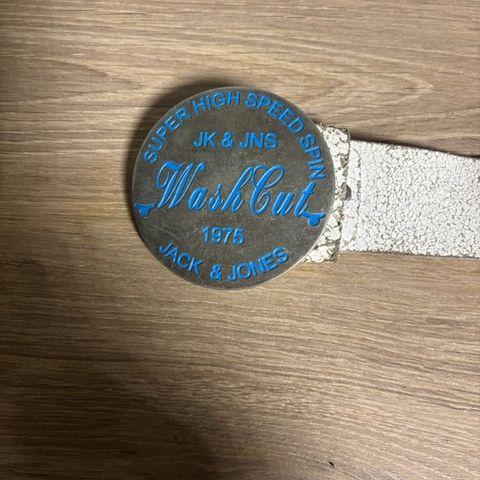 SUPER HIGH SPEED SPIN
JK & JNS
Wash Cut
1975
JACK & JONES